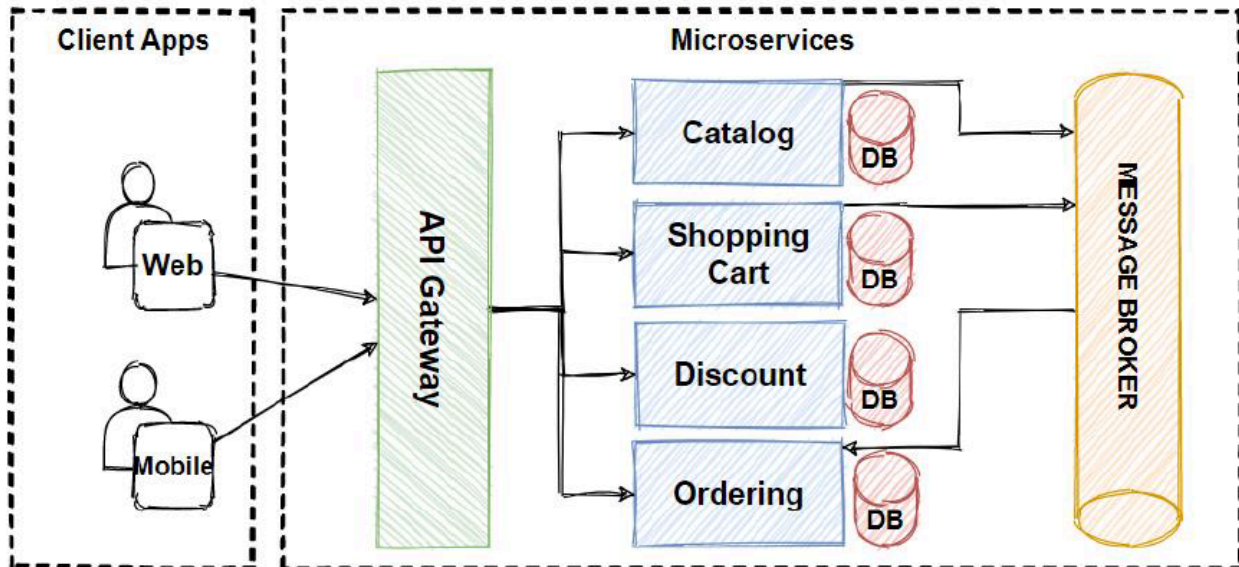 Client Apps
Microservices
Web
Mobile
API Gateway
Catalog
DB
Shopping
Cart
DB
Discount
DB
Ordering
DB
MESSAGE BROKER